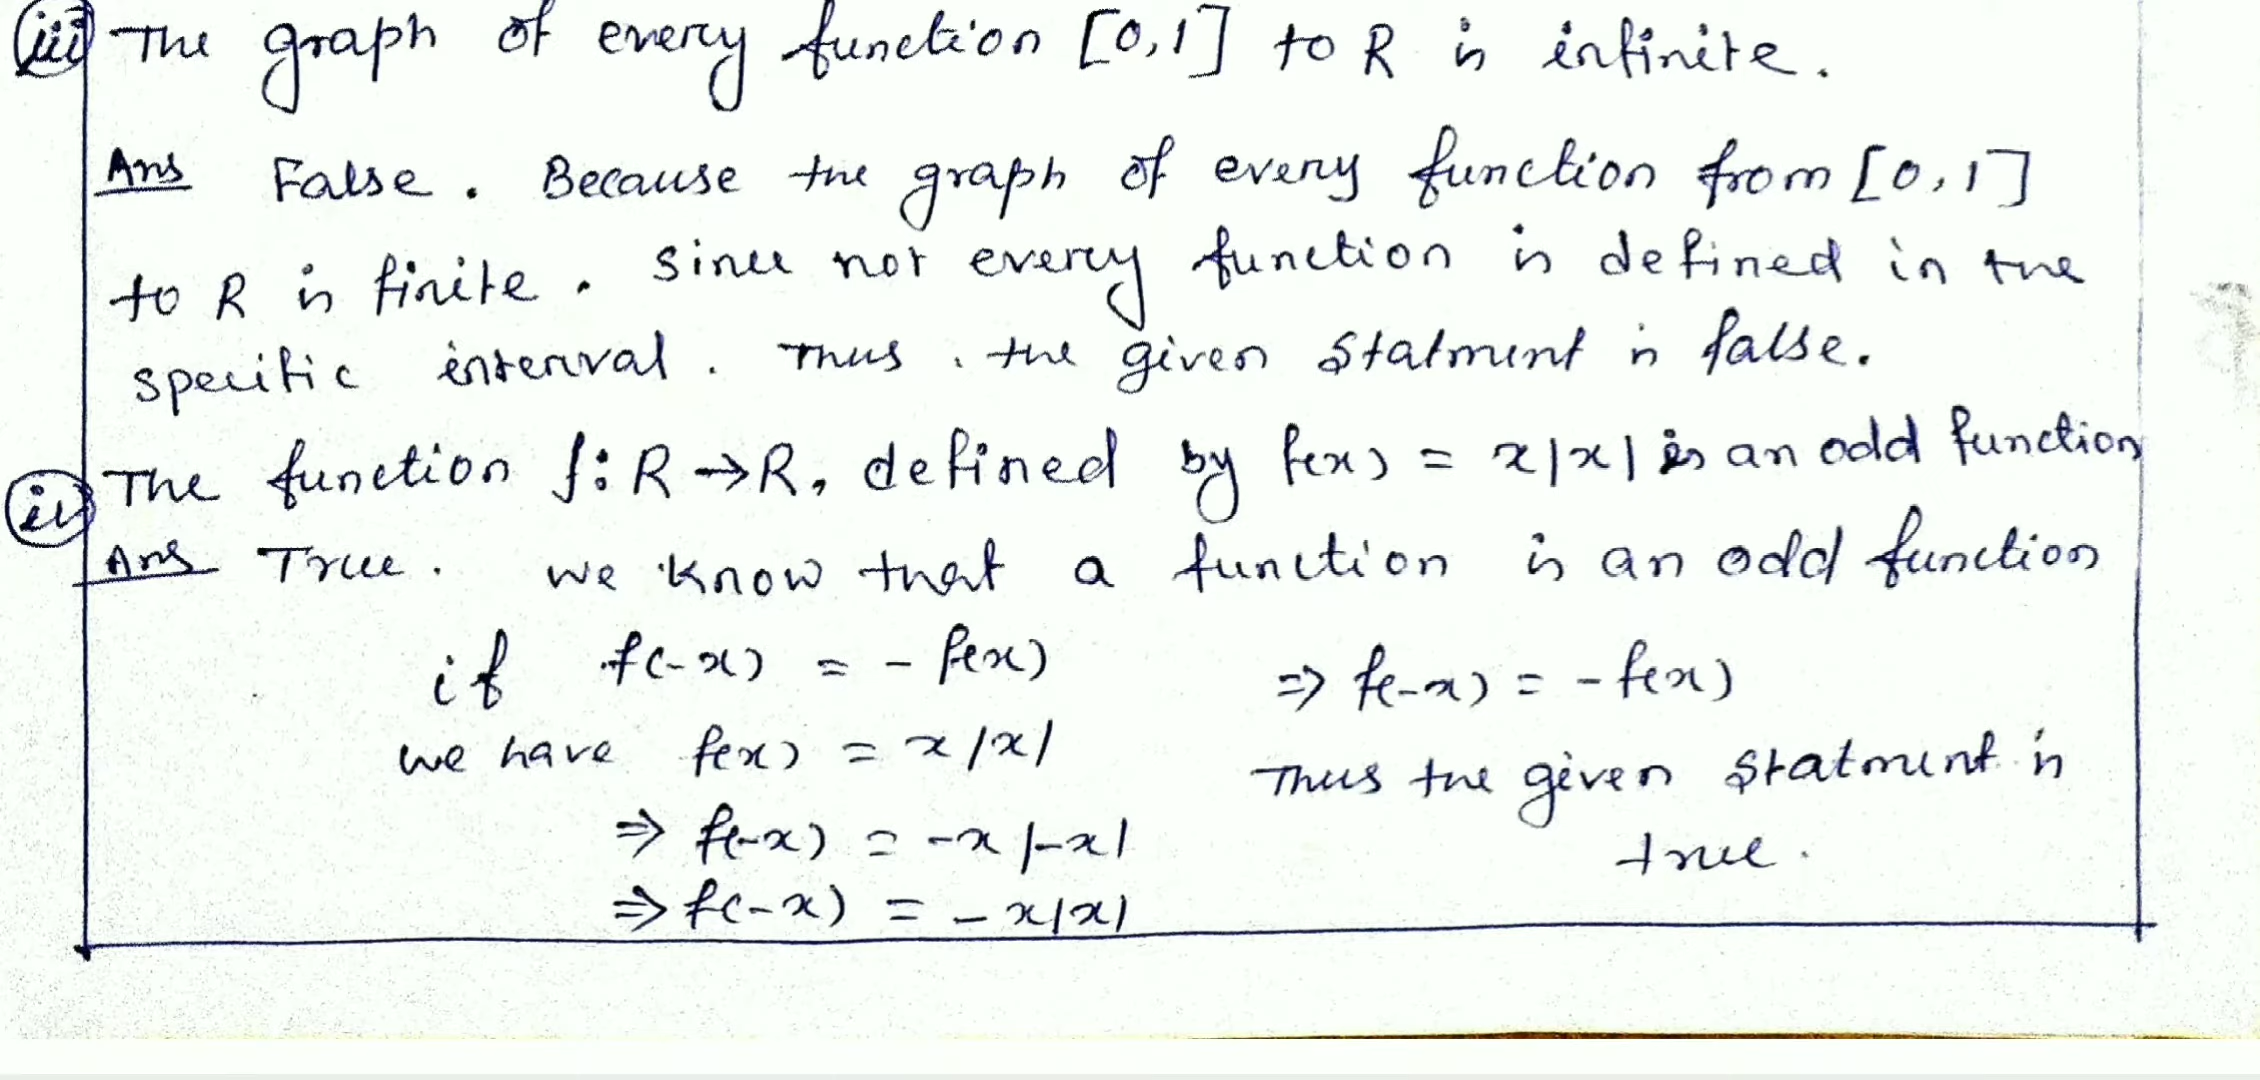 (iii) The graph of every function [0,1] to R is infinite.
Ans False. Because the graph of every function from [0,1]
to R is finite. Since not every function is defined in the
specific interval. Thus, the given statment is false.
(iv) The function f: R → R, defined by f(x) = x|x| is an odd function
Ans True. we know that a function is an odd function
if f(-x) = - f(x)
we have f(x) = x|x|
⇒ f(-x) = -x|-x|
⇒ f(-x) = - x|x|
⇒ f(-x) = - f(x)
Thus the given statment is
true.